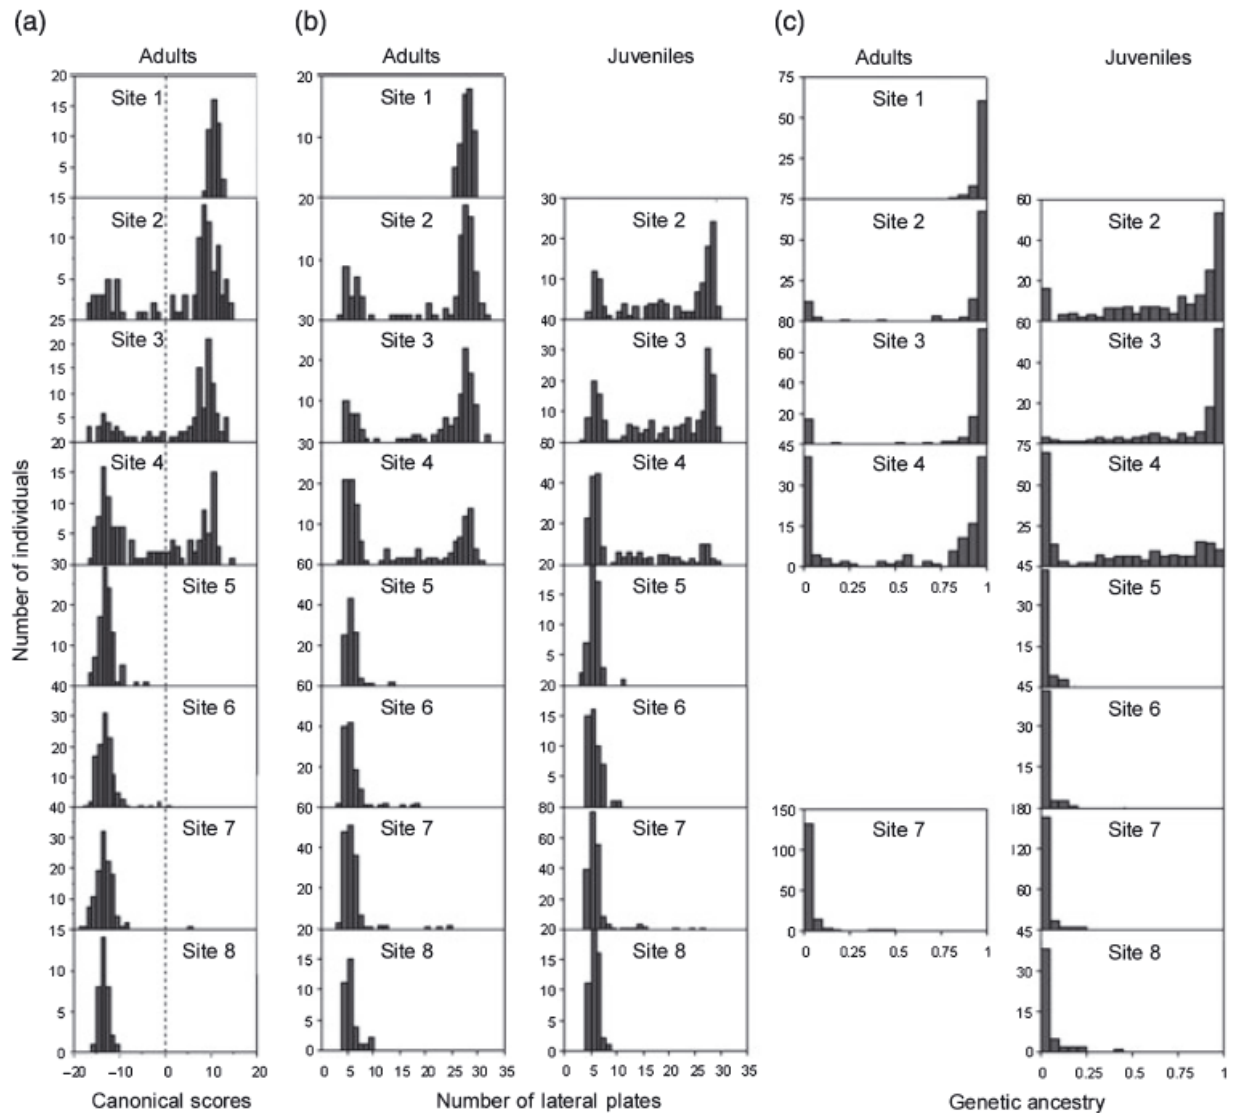 (a) (b) (c)
Adults Adults Juveniles Adults Juveniles
20 20 75
Site 1 Site 1 Site 1
15 50
10 10
5 25
15 20 30 75 60
Site 2 Site 2 Site 2 Site 2 Site 2
10 10 20 50 40
5 10 25 20
25 30 40 80 60
Site 3 Site 3 Site 3 Site 3 Site 3
20 20 30 60 40
15 20 40
10 10 10 20 20
5
20 30 60 45 75
Site 4 Site 4 Site 4 Site 4 Site 4
15 20 40 30 50
10 10 20 15 25
5
30 60 20 0 45
0 0.25 0.5 0.75 1
Site 5 Site 5 Site 5 Site 5
20 40 15 30
10 20 10 15
5
40 60 20 45
Site 6 Site 6 Site 6 Site 6
30 40 15 30
20 20 10 15
10 5
40 60 80 150 180
Site 7 Site 7 Site 7 Site 7 Site 7
30 40 60 100 120
20 20 40 50 60
10 20
15 20 0 45
0 0.25 0.5 0.75 1
Site 8 Site 8 Site 8 Site 8
10 15 15 30
5 10 10 15
5 5
0 0 0 0
−20 −10 0 10 20
0 5 10 15 20 25 30 35
0 5 10 15 20 25 30 35
0 0.25 0.5 0.75 1
Number of individuals
Canonical scores Number of lateral plates Genetic ancestry